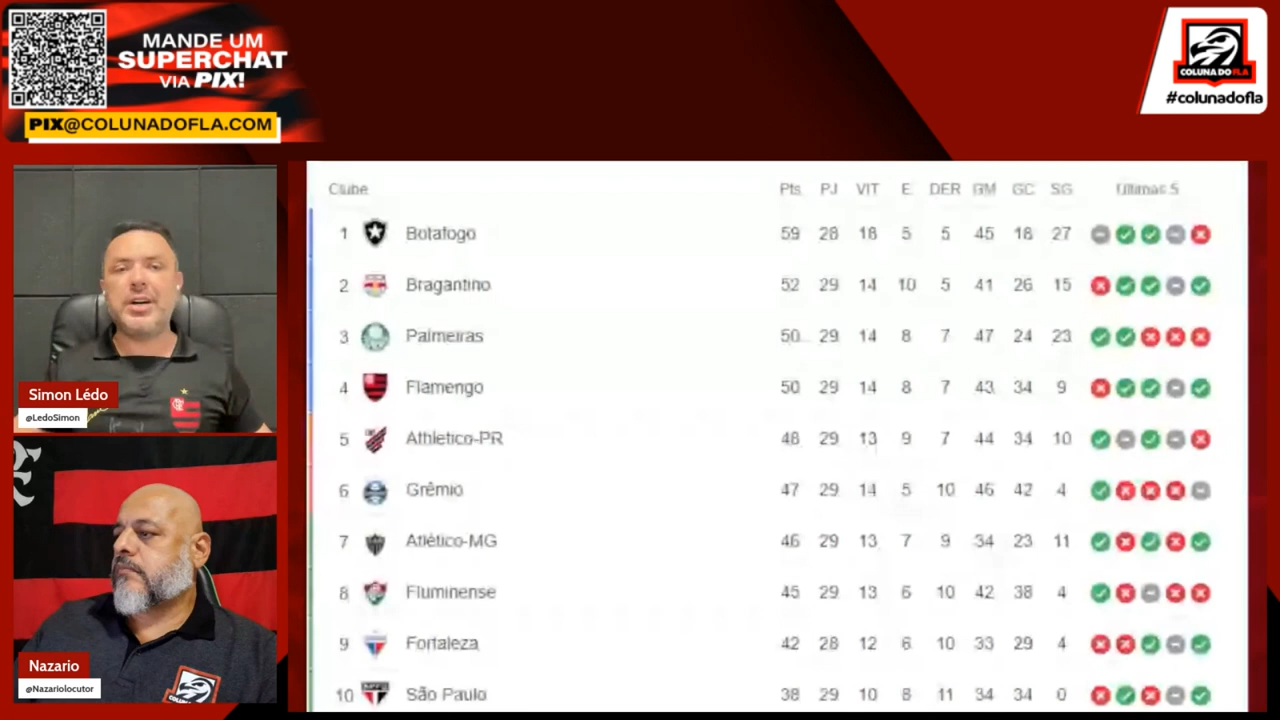 MANDE UM
SUPERCHAT
VIA PIX!
PIX@COLUNADOFLA.COM
COLUNA DO FLA
#colunadofla
Simon Lédo
@LedoSimon
Nazario
@Nazariolocutor
Clube Pts PJ VIT E DER GM GC SG Últimas 5
1 Botafogo 59 28 18 5 5 45 18 27
2 Bragantino 52 29 14 10 5 41 26 15
3 Palmeiras 50 29 14 8 7 47 24 23
4 Flamengo 50 29 14 8 7 43 34 9
5 Athletico-PR 48 29 13 9 7 44 34 10
6 Grêmio 47 29 14 5 10 46 42 4
7 Atlético-MG 46 29 13 7 9 34 23 11
8 Fluminense 45 29 13 6 10 42 38 4
9 Fortaleza 42 28 12 6 10 33 29 4
10 São Paulo 38 29 10 8 11 34 34 0